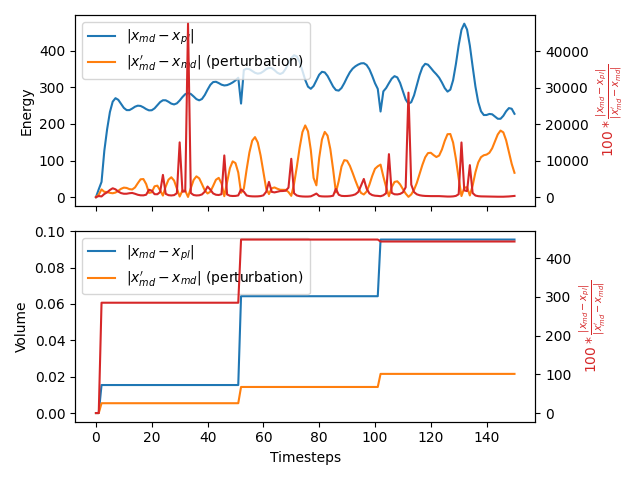 |x_md − x_pl|
|x'_md − x_md| (perturbation)
Energy
400
300
200
100
0
40000
30000
20000
10000
0
100 * |x_md − x_pl| / |x'_md − x_md|
|x_md − x_pl|
|x'_md − x_md| (perturbation)
Volume
0.10
0.08
0.06
0.04
0.02
0.00
400
300
200
100
0
100 * |x_md − x_pl| / |x'_md − x_md|
0 20 40 60 80 100 120 140
Timesteps